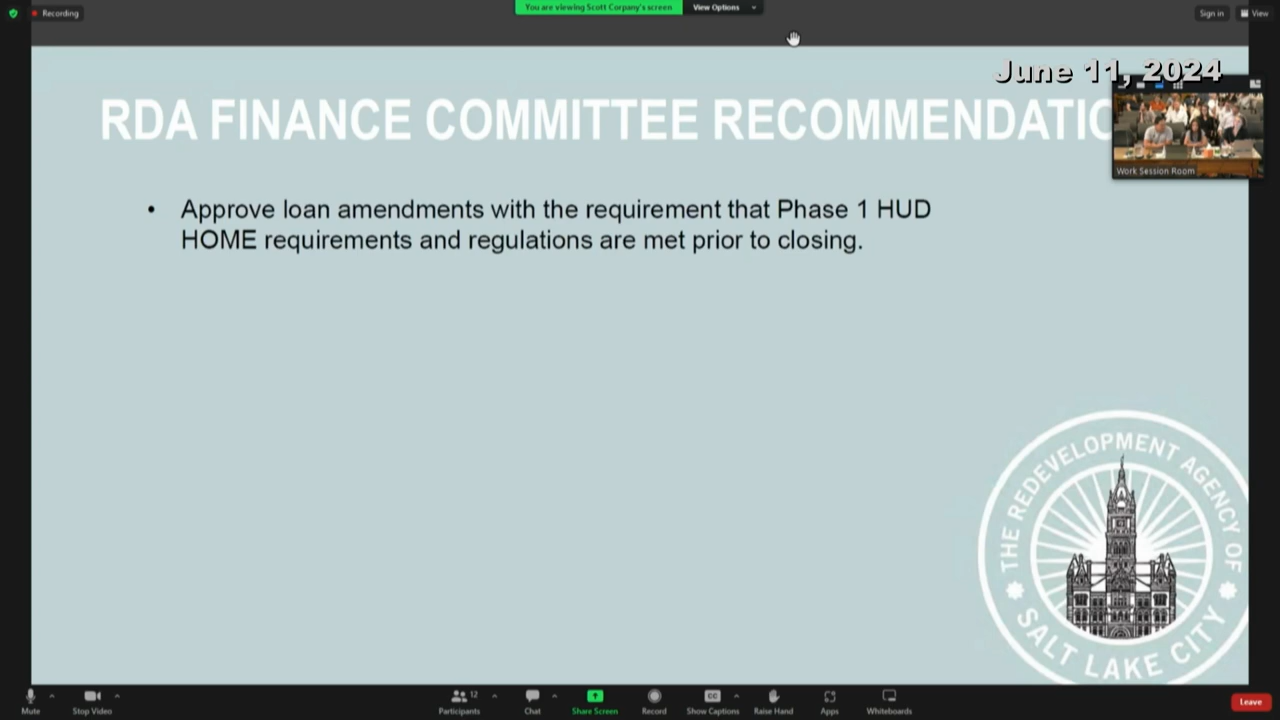 Recording
You are viewing Scott Corpany's screen
View Options
Sign in
View
June 11, 2024
RDA FINANCE COMMITTEE RECOMMENDATIO
Work Session Room
• Approve loan amendments with the requirement that Phase 1 HUD
HOME requirements and regulations are met prior to closing.
THE REDEVELOPMENT AGENCY OF
SALT LAKE CITY
Mute
Stop Video
Participants
12
Chat
Share Screen
Record
CC
Show Captions
Raise Hand
Apps
Whiteboards
Leave